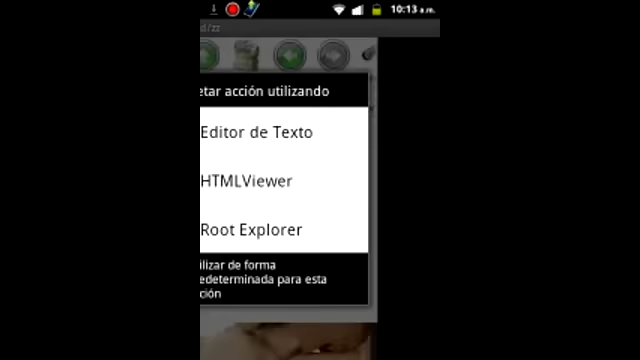 10:13 a.m.
d/zz
etar acción utilizando
Editor de Texto
HTMLViewer
Root Explorer
ilizar de forma
edeterminada para esta
ción